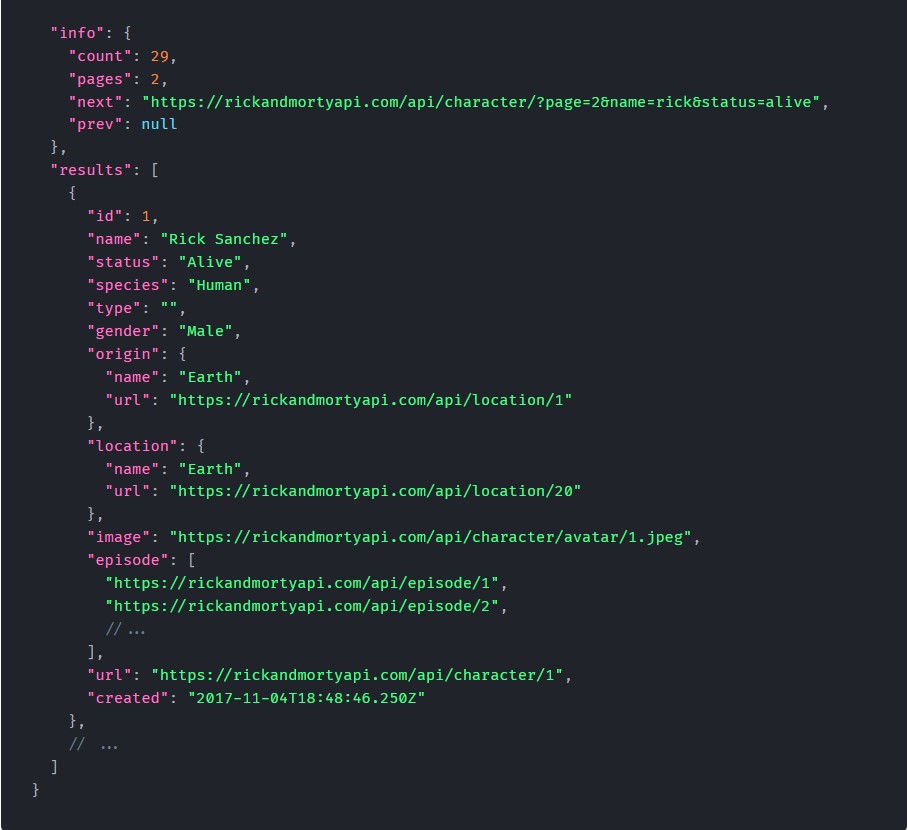 "info": {
"count": 29,
"pages": 2,
"next": "https://rickandmortyapi.com/api/character/?page=2&name=rick&status=alive",
"prev": null
},
"results": [
{
"id": 1,
"name": "Rick Sanchez",
"status": "Alive",
"species": "Human",
"type": "",
"gender": "Male",
"origin": {
"name": "Earth",
"url": "https://rickandmortyapi.com/api/location/1"
},
"location": {
"name": "Earth",
"url": "https://rickandmortyapi.com/api/location/20"
},
"image": "https://rickandmortyapi.com/api/character/avatar/1.jpeg",
"episode": [
"https://rickandmortyapi.com/api/episode/1",
"https://rickandmortyapi.com/api/episode/2",
// ...
],
"url": "https://rickandmortyapi.com/api/character/1",
"created": "2017-11-04T18:48:46.250Z"
},
// ...
]
}